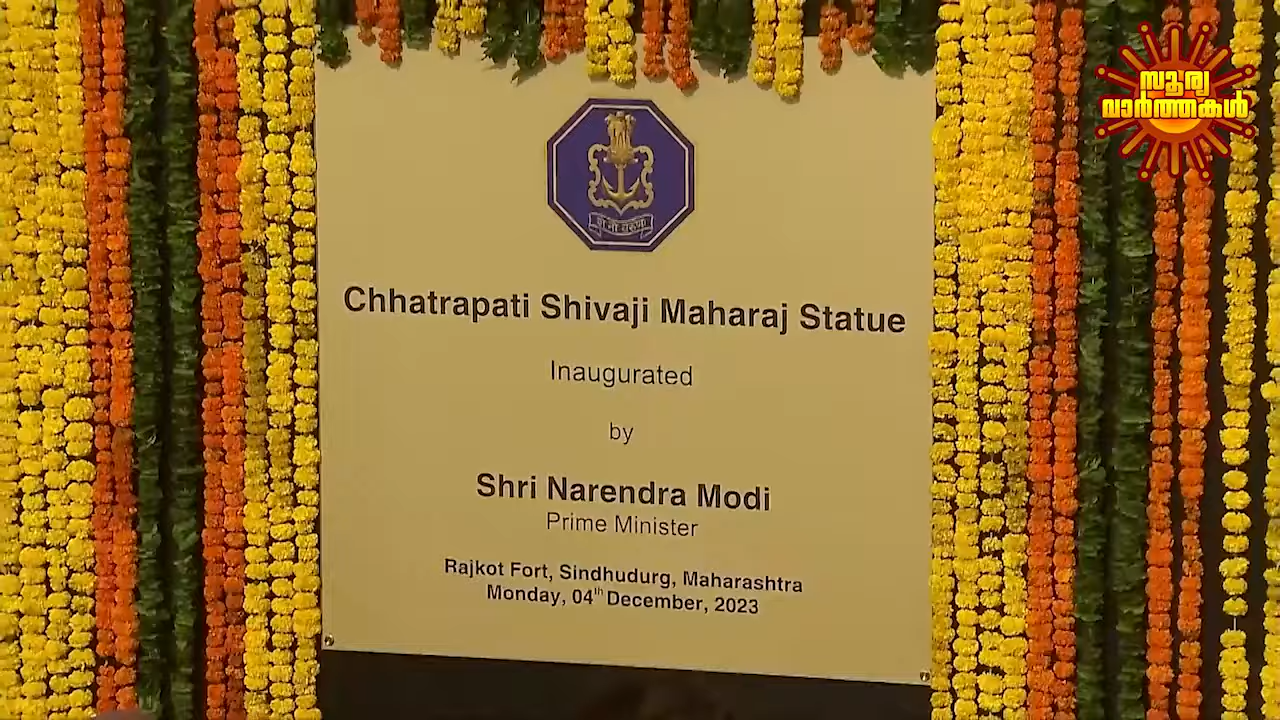 സൂര്യ
വാർത്തകൾ
शं नो वरुणः
Chhatrapati Shivaji Maharaj Statue
Inaugurated
by
Shri Narendra Modi
Prime Minister
Rajkot Fort, Sindhudurg, Maharashtra
Monday, 04th December, 2023